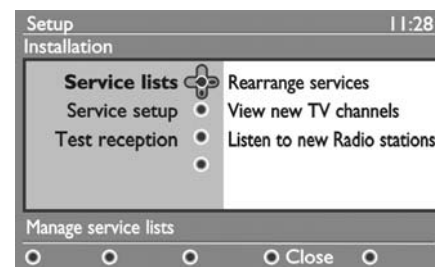 Setup 11:28
Installation
Service lists Rearrange services
Service setup View new TV channels
Test reception Listen to new Radio stations
Manage service lists
Close